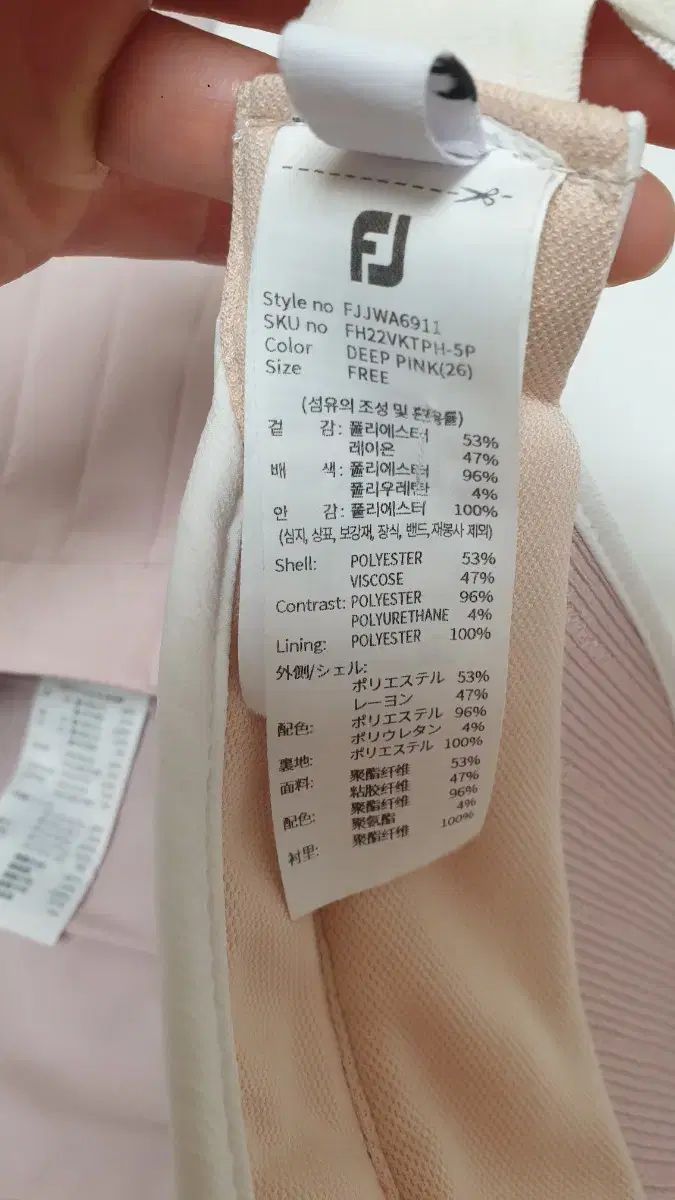 FJ
Style no FJJWA6911
SKU no FH22VKTPH-5P
Color DEEP PINK(26)
Size FREE
(섬유의 조성 및 혼용률)
겉 감: 폴리에스터 53%
레이온 47%
배 색: 폴리에스터 96%
폴리우레탄 4%
안 감: 폴리에스터 100%
(심지, 상표, 보강재, 장식, 밴드, 재봉사 제외)
Shell: POLYESTER 53%
VISCOSE 47%
Contrast: POLYESTER 96%
POLYURETHANE 4%
Lining: POLYESTER 100%
外側/シェル:
ポリエステル 53%
レーヨン 47%
配色: ポリエステル 96%
ポリウレタン 4%
裏地: ポリエステル 100%
面料: 聚酯纤维 53%
粘胶纤维 47%
配色: 聚酯纤维 96%
聚氨酯 4%
衬里: 聚酯纤维 100%